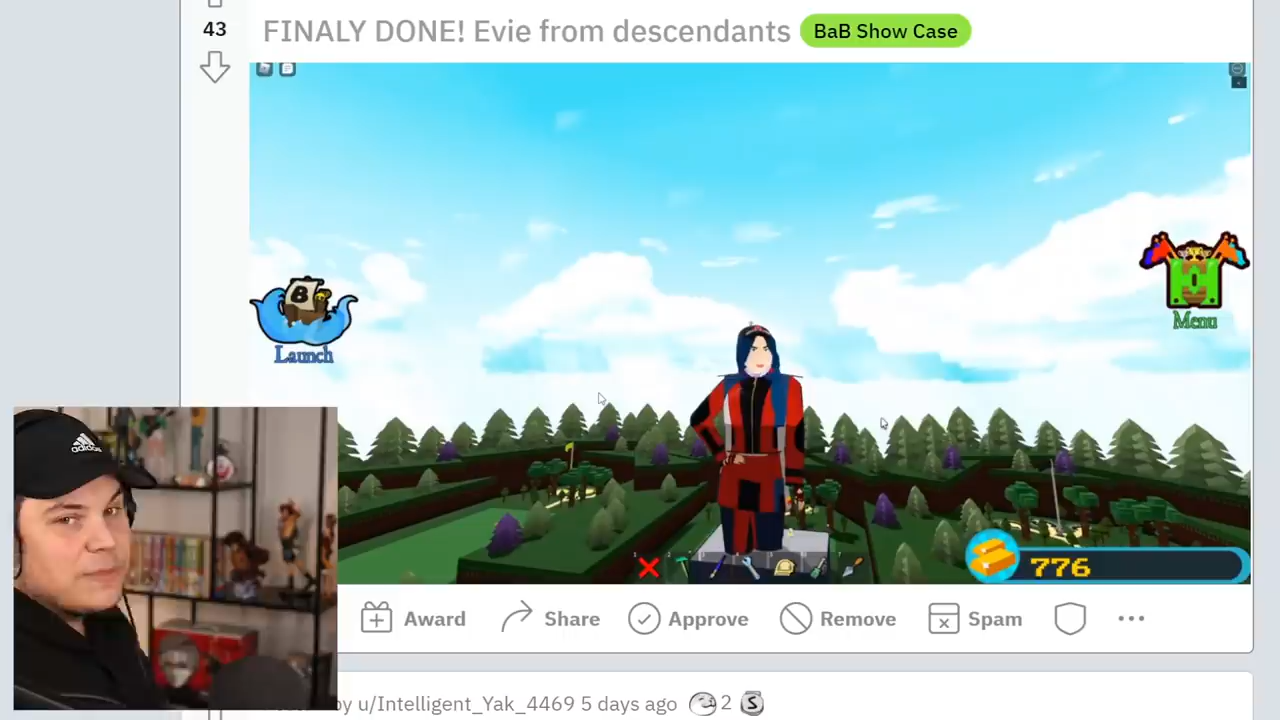 43
FINALY DONE! Evie from descendants
BaB Show Case
B
Launch
Menu
adidas
776
Award
Share
Approve
Remove
Spam
by u/Intelligent_Yak_4469 5 days ago
2
S